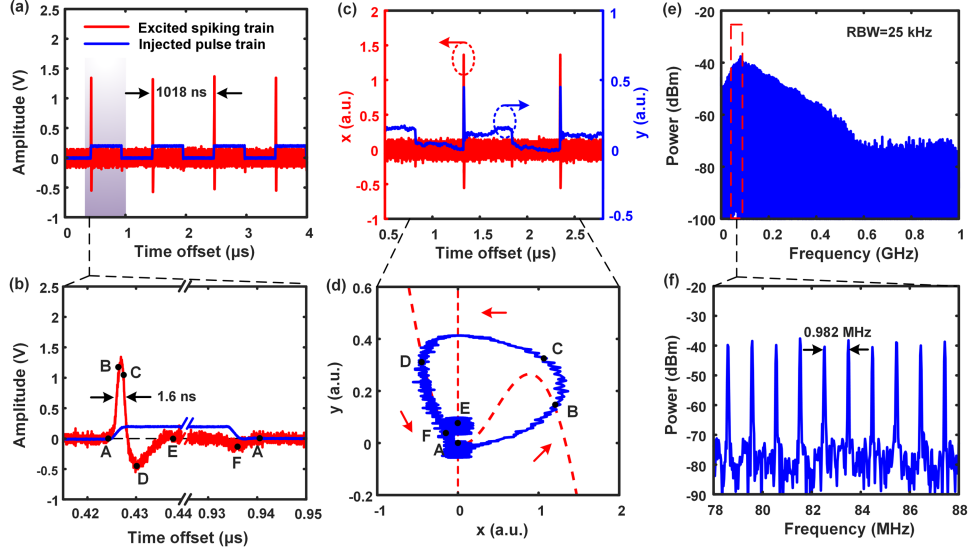 (a)
Excited spiking train
Injected pulse train
1018 ns
Amplitude (V)
2.5
2
1.5
1
0.5
0
-0.5
-1
0 1 2 3 4
Time offset (μs)
(b)
B
C
1.6 ns
A
D
E
F
A
Amplitude (V)
2
1.5
1
0.5
0
-0.5
-1
0.42 0.43 0.44 0.93 0.94 0.95
Time offset (μs)
(c)
x (a.u.)
2
1.5
1
0.5
0
-0.5
-1
y (a.u.)
1
0.5
0
-0.5
1 1.5 2 2.5
Time offset (μs)
(d)
D
C
B
E
F
A
y (a.u.)
0.6
0.4
0.2
0
-0.2
-1 0 1 2
x (a.u.)
(e)
RBW=25 kHz
Power (dBm)
-20
-40
-60
-80
-100
0 0.2 0.4 0.6 0.8 1
Frequency (GHz)
(f)
0.982 MHz
Power (dBm)
-20
-30
-40
-50
-60
-70
-80
-90
78 80 82 84 86 88
Frequency (MHz)